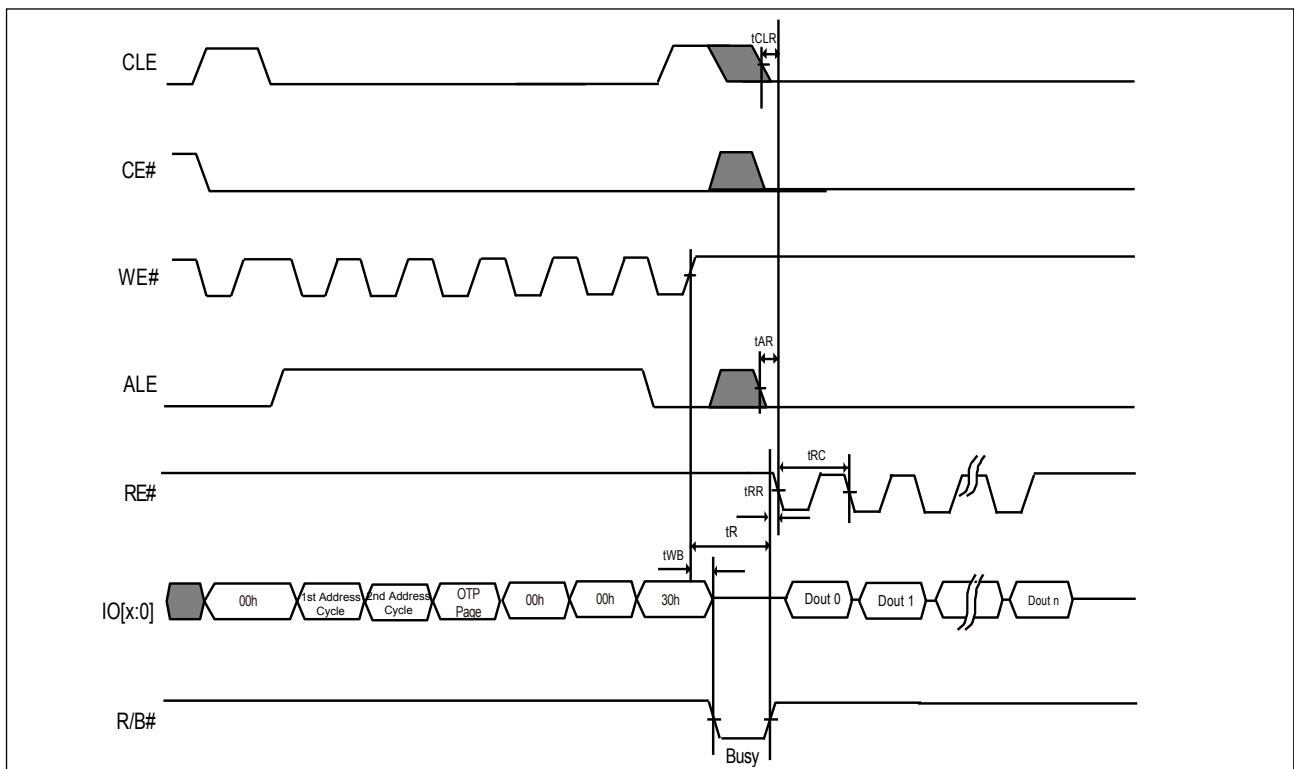 tCLR
CLE
CE#
WE#
tAR
ALE
tRC
RE#
tRR
tR
tWB
IO[x:0]
00h
1st Address
Cycle
2nd Address
Cycle
OTP
Page
00h
00h
30h
Dout 0
Dout 1
Dout n
R/B#
Busy